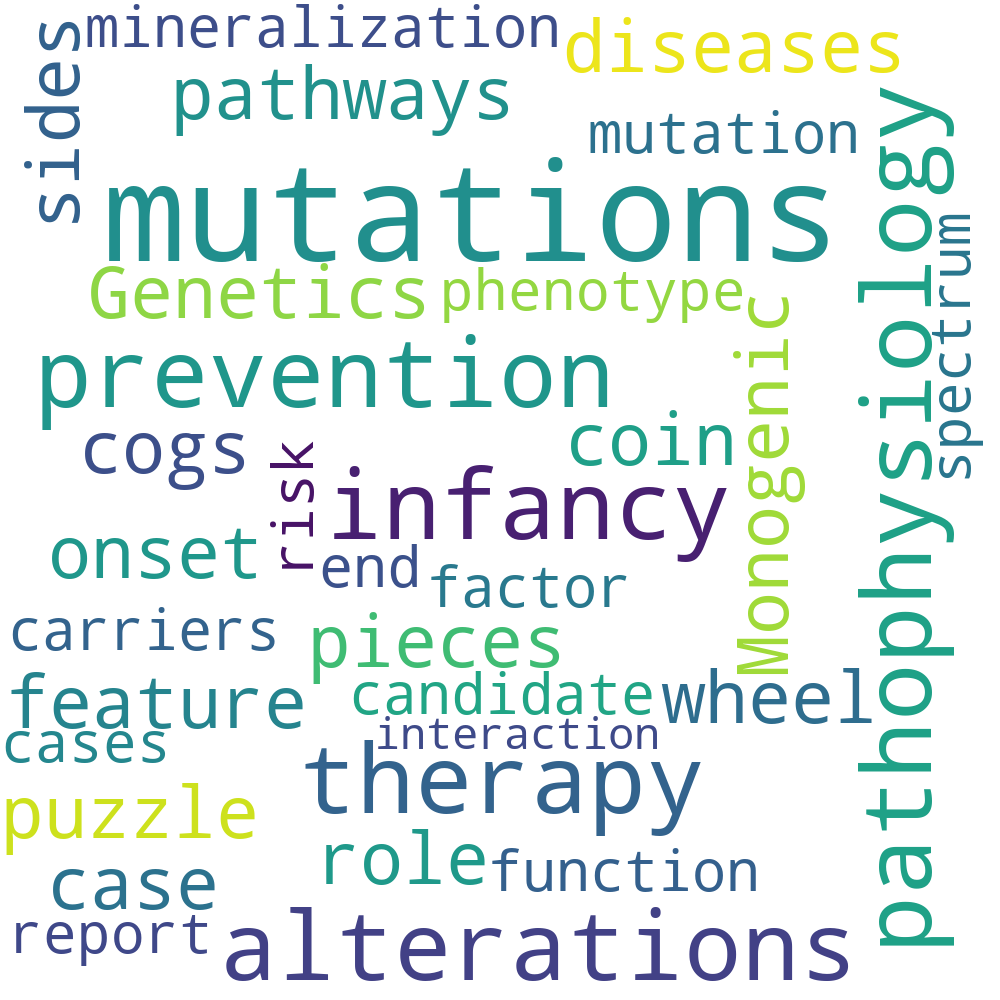 mineralization
diseases
sides
pathways
mutation
mutations
pathophysiology
spectrum
Genetics
phenotype
Monogenic
prevention
cogs
coin
risk
infancy
onset
end
factor
carriers
pieces
feature
candidate
wheel
cases
interaction
therapy
puzzle
role
function
case
report
alterations